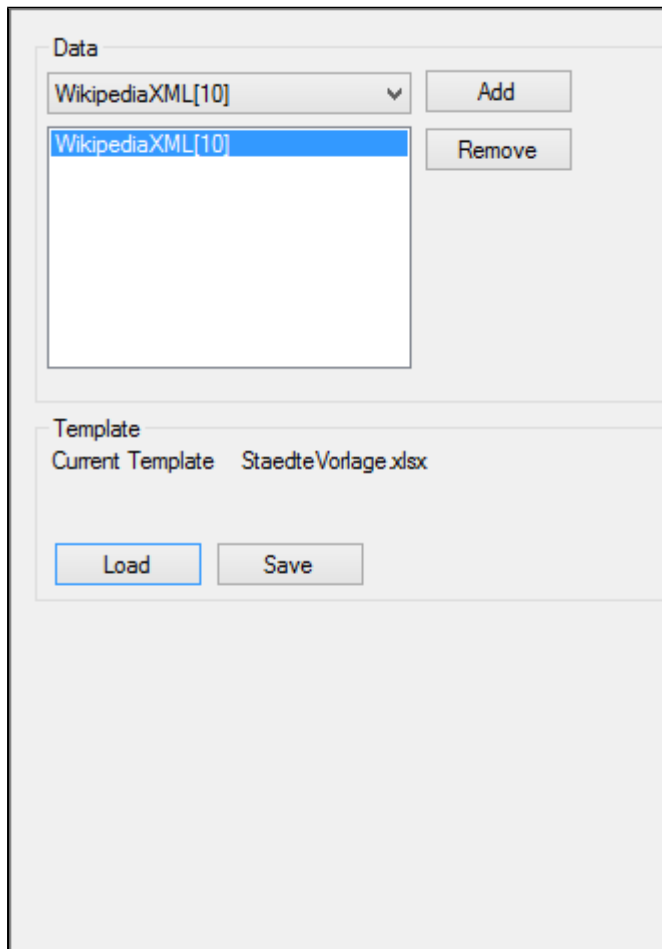 Data
WikipediaXML[10]
Add
WikipediaXML[10]
Remove
Template
Current Template StaedteVorlage.xlsx
Load
Save